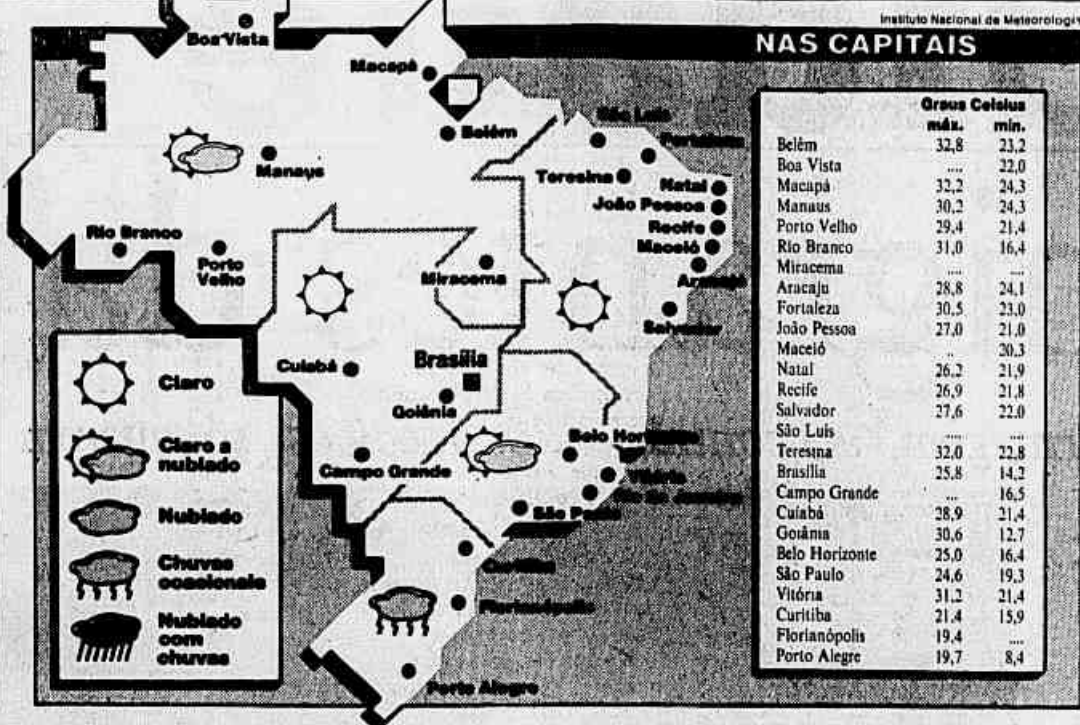 Instituto Nacional de Meteorologia
NAS CAPITAIS
Boa Vista
Macapá
Belém
São Luís
Fortaleza
Manaus
Teresina
Natal
João Pessoa
Recife
Maceió
Aracaju
Rio Branco
Porto
Velho
Miracema
Salvador
Cuiabá
Brasília
Goiânia
Campo Grande
Belo Horizonte
Vitória
Rio de Janeiro
São Paulo
Curitiba
Florianópolis
Porto Alegre
Claro
Claro a
nublado
Nublado
Chuvas
ocasionais
Nublado
com
chuvas
Graus Celsius
máx. min.
Belém 32,8 23,2
Boa Vista .... 22,0
Macapá 32,2 24,3
Manaus 30,2 24,3
Porto Velho 29,4 21,4
Rio Branco 31,0 16,4
Miracema .... ....
Aracaju 28,8 24,1
Fortaleza 30,5 23,0
João Pessoa 27,0 21,0
Maceió .. 20,3
Natal 26,2 21,9
Recife 26,9 21,8
Salvador 27,6 22,0
São Luis .... ....
Teresina 32,0 22,8
Brasília 25,8 14,2
Campo Grande ... 16,5
Cuiabá 28,9 21,4
Goiânia 30,6 12,7
Belo Horizonte 25,0 16,4
São Paulo 24,6 19,3
Vitória 31,2 21,4
Curitiba 21,4 15,9
Florianópolis 19,4 ....
Porto Alegre 19,7 8,4